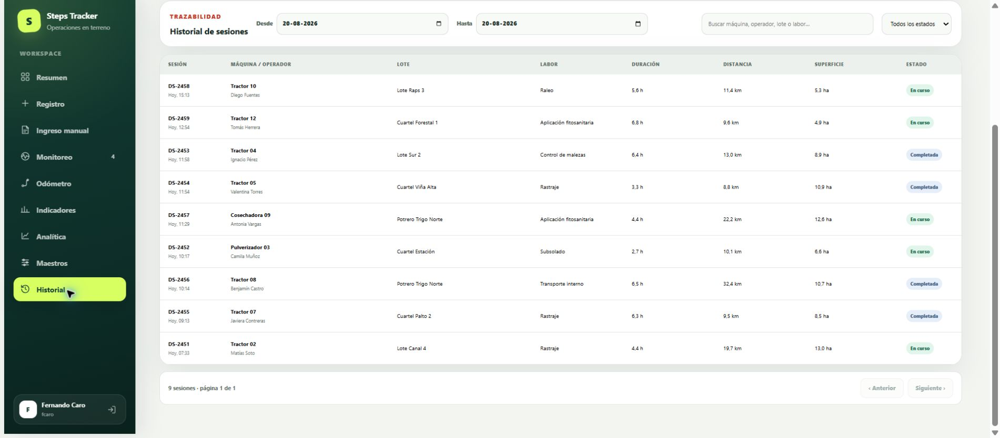 S
Steps Tracker
Operaciones en terreno
WORKSPACE
Resumen
Registro
Ingreso manual
Monitoreo 4
Odómetro
Indicadores
Analítica
Maestros
Historial
F
Fernando Caro
fcaro
TRAZABILIDAD
Historial de sesiones
Desde 20-08-2026 Hasta 20-08-2026 Buscar máquina, operador, lote o labor... Todos los estados
SESIÓN MÁQUINA / OPERADOR LOTE LABOR DURACIÓN DISTANCIA SUPERFICIE ESTADO
DS-2458 Tractor 10
Lote Raps 3 Raleo 5,6 h 11,4 km 5,3 ha En curso
Hoy, 15:13 Diego Fuentes
DS-2459 Tractor 12
Cuartel Forestal 1 Aplicación fitosanitaria 6,8 h 9,6 km 4,9 ha En curso
Hoy, 12:54 Tomás Herrera
DS-2453 Tractor 04
Lote Sur 2 Control de malezas 6,4 h 13,0 km 8,9 ha Completada
Hoy, 11:58 Ignacio Pérez
DS-2454 Tractor 05
Cuartel Viña Alta Rastraje 3,3 h 8,8 km 10,9 ha Completada
Hoy, 11:54 Valentina Torres
DS-2457 Cosechadora 09
Potrero Trigo Norte Aplicación fitosanitaria 4,4 h 22,2 km 12,6 ha En curso
Hoy, 11:29 Antonia Vargas
DS-2452 Pulverizador 03
Cuartel Estación Subsolado 2,7 h 10,1 km 6,6 ha En curso
Hoy, 10:17 Camila Muñoz
DS-2456 Tractor 08
Potrero Trigo Norte Transporte interno 6,5 h 32,4 km 10,7 ha Completada
Hoy, 10:14 Benjamín Castro
DS-2455 Tractor 07
Cuartel Palto 2 Rastraje 6,3 h 9,5 km 8,5 ha Completada
Hoy, 09:13 Javiera Contreras
DS-2451 Tractor 02
Lote Canal 4 Rastraje 4,4 h 19,7 km 13,0 ha En curso
Hoy, 07:33 Matías Soto
9 sesiones · página 1 de 1 ‹ Anterior Siguiente ›